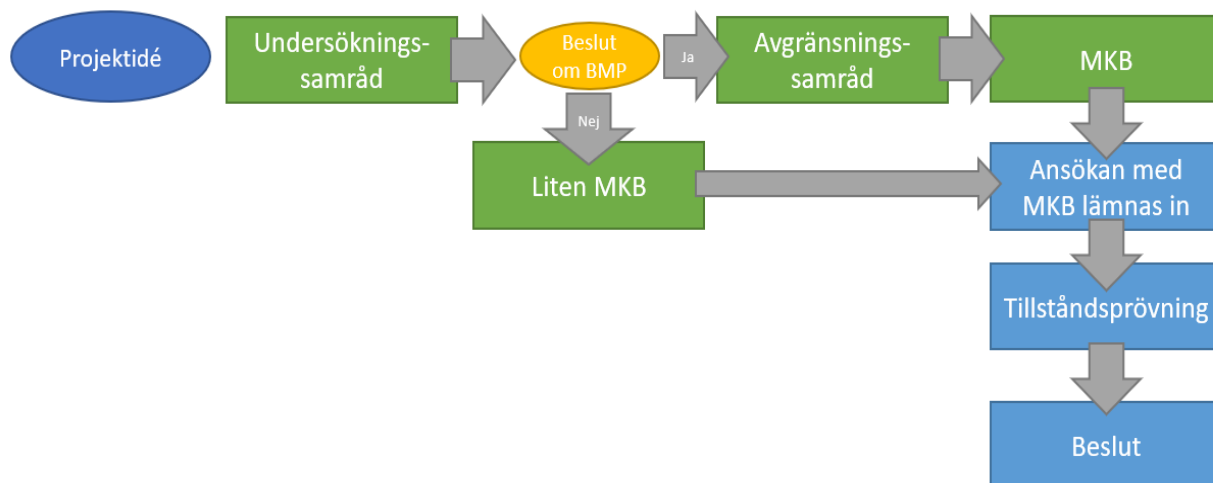 Projektidé
Undersöknings-
samråd
Beslut
om BMP
Ja
Avgränsnings-
samråd
MKB
Nej
Liten MKB
Ansökan med
MKB lämnas in
Tillståndsprövning
Beslut